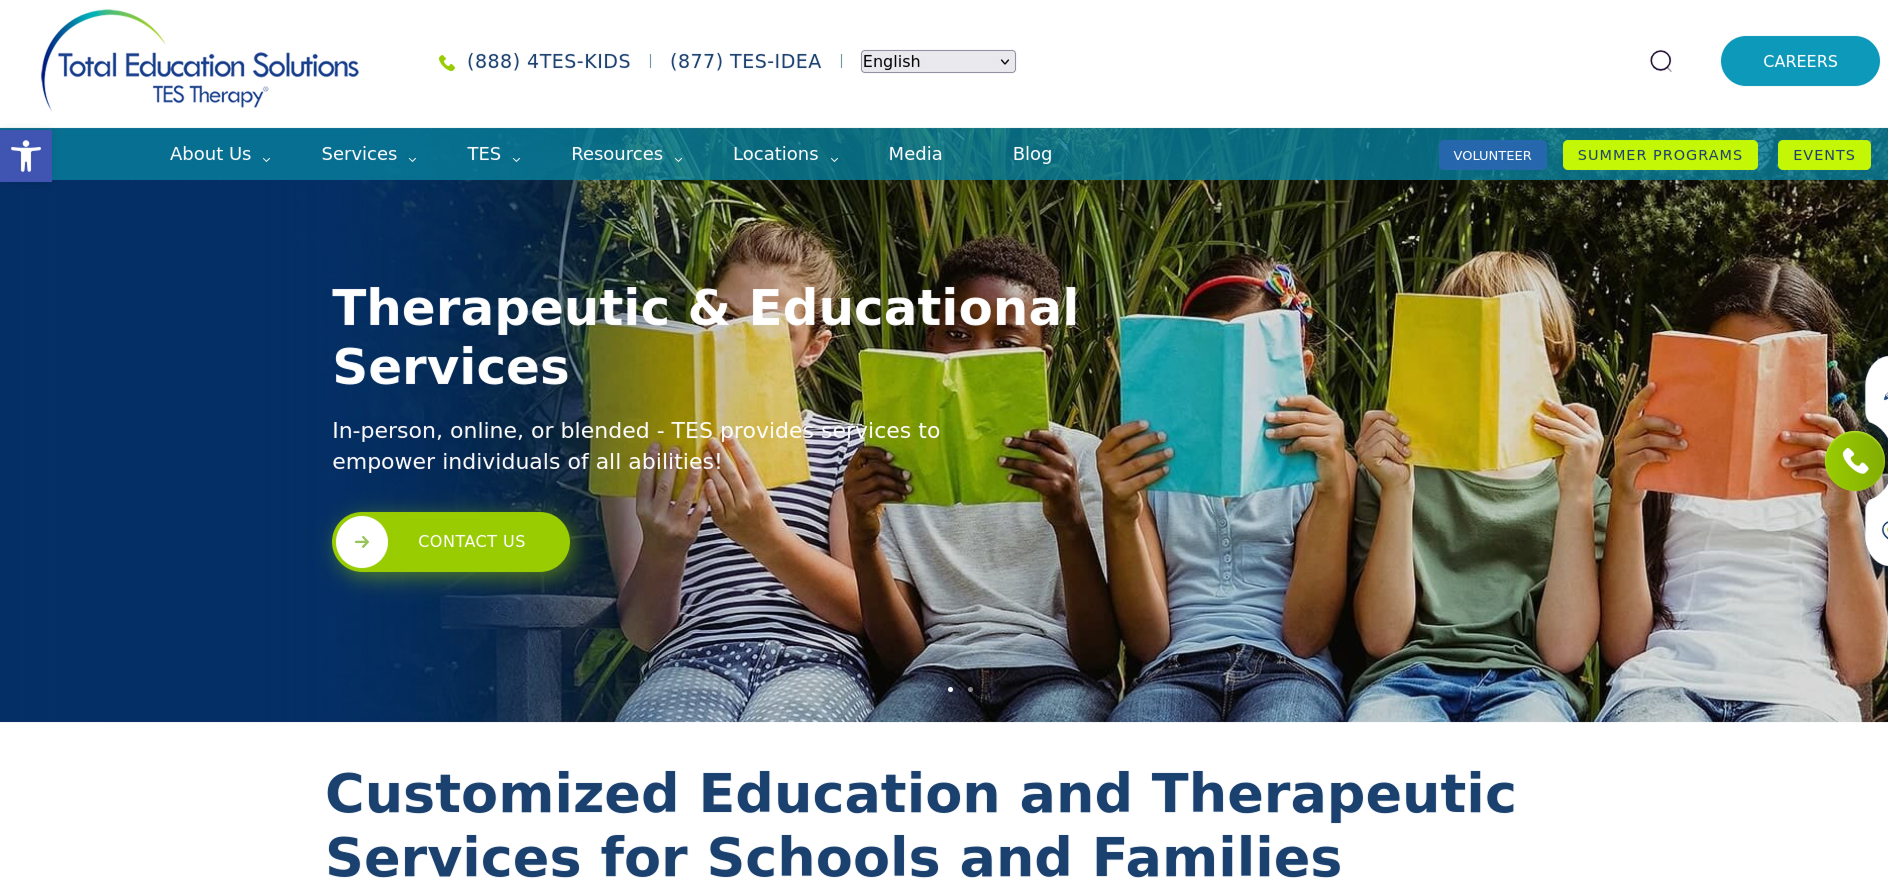 Total Education Solutions
TES Therapy®
(888) 4TES-KIDS
(877) TES-IDEA
English
CAREERS
About Us
Services
TES
Resources
Locations
Media
Blog
VOLUNTEER
SUMMER PROGRAMS
EVENTS
Therapeutic & Educational
Services
In-person, online, or blended - TES provides services to
empower individuals of all abilities!
CONTACT US
Customized Education and Therapeutic
Services for Schools and Families